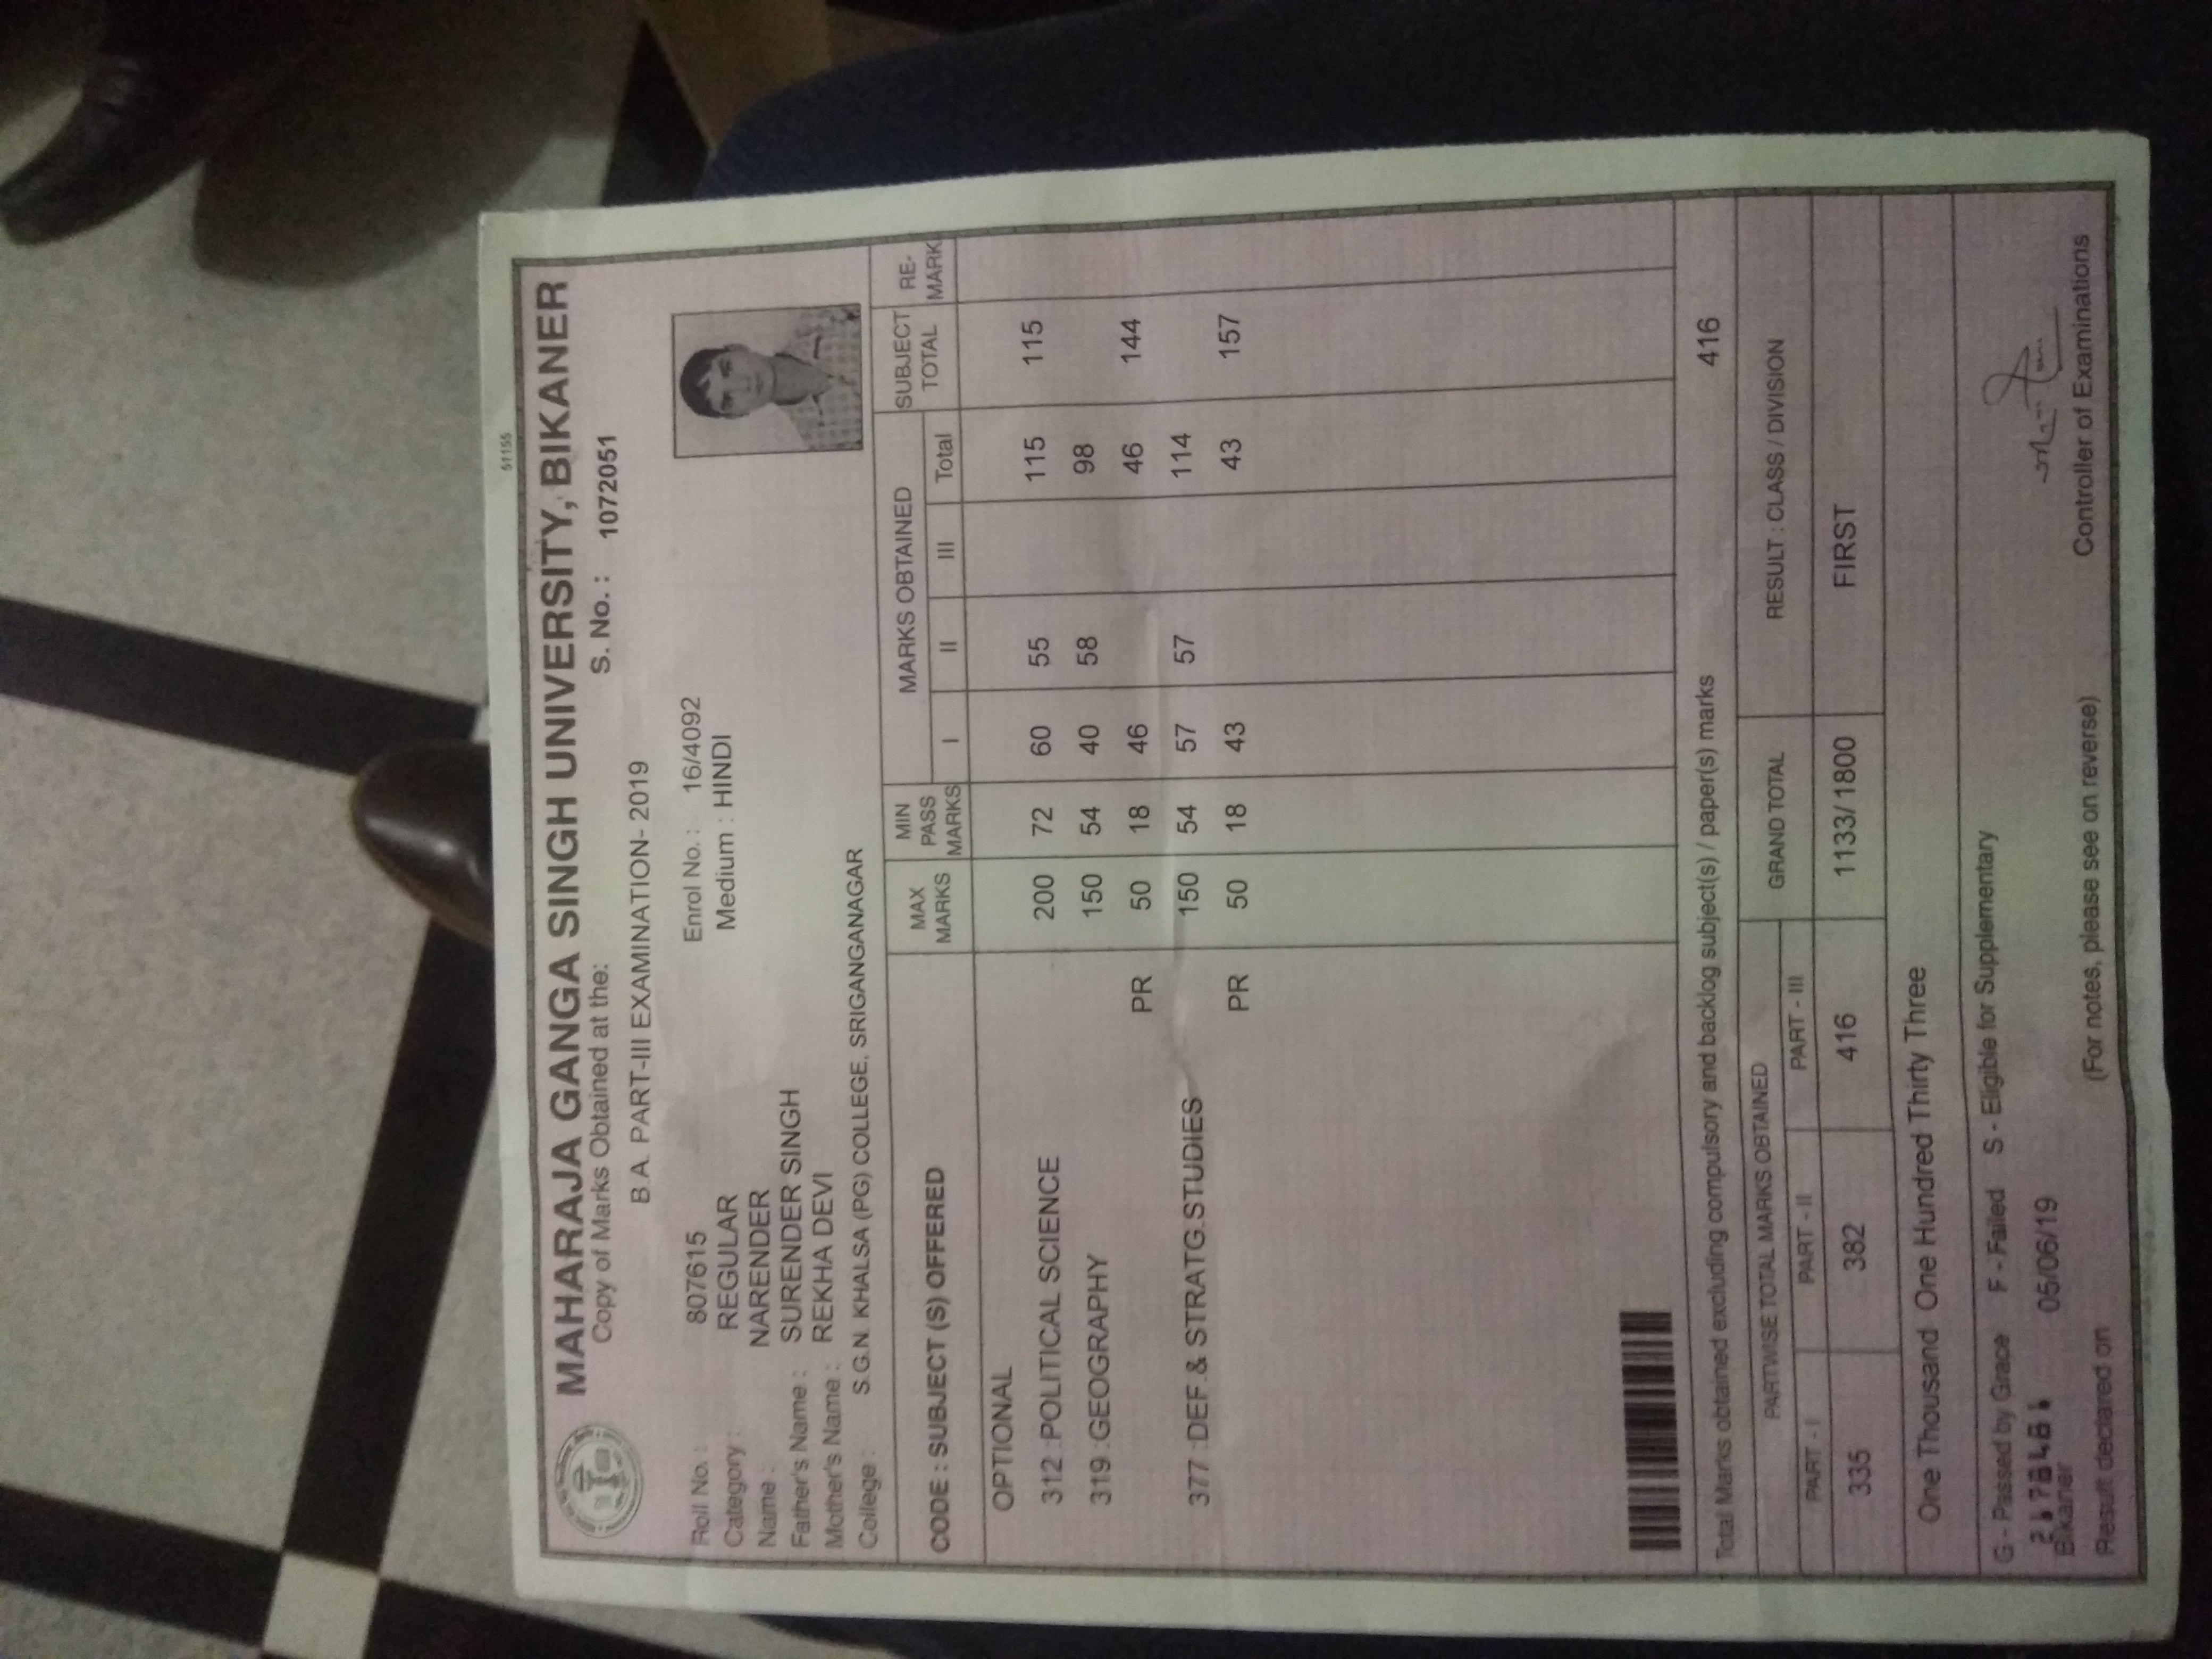 51155
MAHARAJA GANGA SINGH UNIVERSITY, BIKANER
Copy of Marks Obtained at the: S. No. : 10722051
B.A. PART-III EXAMINATION- 2019
Roll No. : 807615 Enrol No. : 16/4092
Category : REGULAR Medium : HINDI
Name : NARENDER
Father's Name : SURENDER SINGH
Mother's Name : REKHA DEVI
College : S.G.N. KHALSA (PG) COLLEGE, SRIGANGANAGAR
CODE : SUBJECT (S) OFFERED MAX MARKS MIN PASS MARKS MARKS OBTAINED SUBJECT TOTAL RE-MARK
I II III Total
OPTIONAL
312 :POLITICAL SCIENCE 200 72 60 55 115 115
319 :GEOGRAPHY 150 54 40 58 98
PR 50 18 46 46 144
377 :DEF.& STRATG.STUDIES 150 54 57 57 114
PR 50 18 43 43 157
Total Marks obtained excluding compulsory and backlog subject(s) / paper(s) marks 416
PARTWISE TOTAL MARKS OBTAINED GRAND TOTAL RESULT : CLASS / DIVISION
PART - I PART - II PART - III
335 382 416 1133/1800 FIRST
One Thousand One Hundred Thirty Three
G - Passed by Grace F - Failed S - Eligible for Supplementary
Bikaner
Result declared on 05/06/19 (For notes, please see on reverse) Controller of Examinations